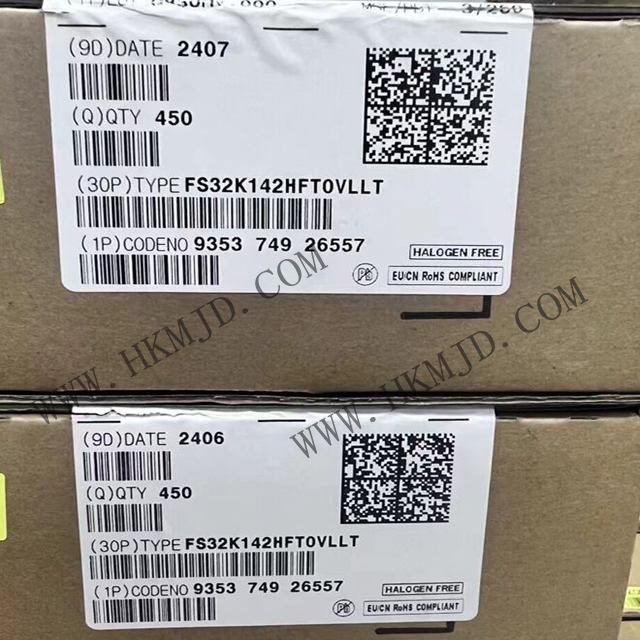 (9D)DATE 2407
(Q)QTY 450
(30P)TYPE FS32K142HFT0VLLT
(1P)CODENO 9353 749 26557
HALOGEN FREE
Pb
EU/CN RoHS COMPLIANT
WWW.HKMJD.COM
WWW.HKMJD.COM
(9D)DATE 2406
(Q)QTY 450
(30P)TYPE FS32K142HFT0VLLT
(1P)CODENO 9353 749 26557
HALOGEN FREE
Pb
EU/CN RoHS COMPLIANT